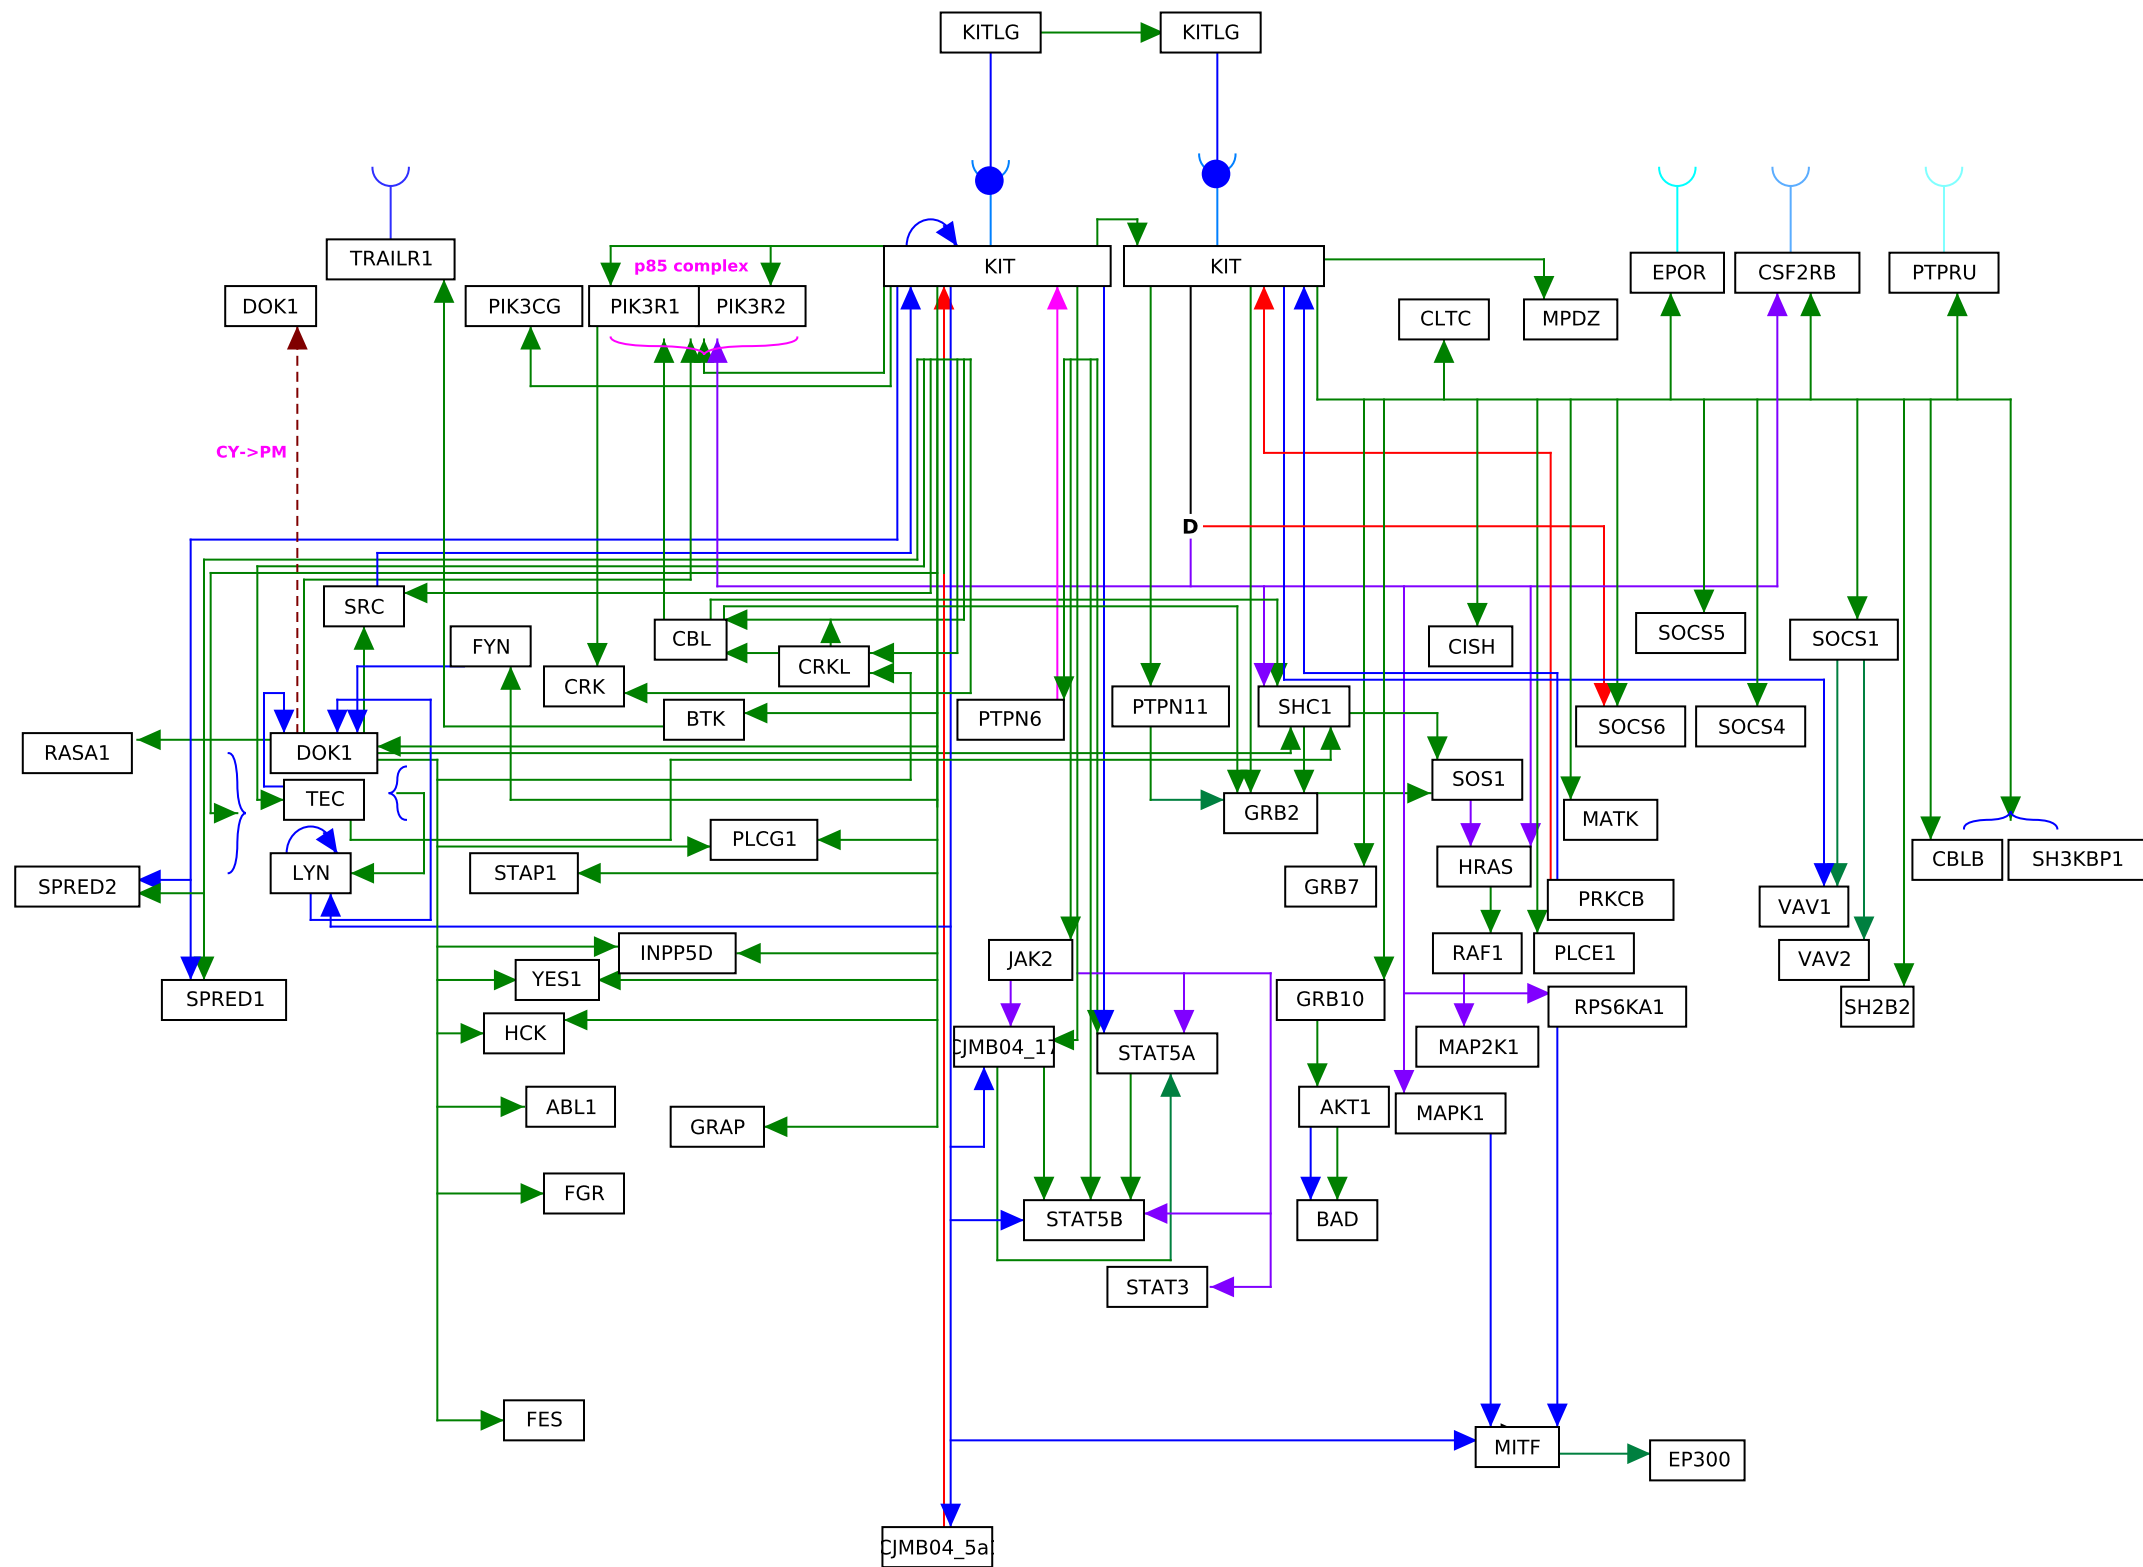 KITLG KITLG
TRAILR1 KIT KIT EPOR CSF2RB PTPRU
p85 complex
DOK1 PIK3CG PIK3R1 PIK3R2 CLTC MPDZ
CY->PM
D
SRC FYN CBL CRKL CISH SOCS5 SOCS1
CRK BTK PTPN6 PTPN11 SHC1 SOCS6 SOCS4
RASA1 DOK1
TEC SOS1
PLCG1 GRB2 MATK
SPRED2 LYN STAP1 GRB7 HRAS CBLB SH3KBP1
PRKCB VAV1
INPP5D JAK2 RAF1 PLCE1 VAV2
SPRED1 YES1 GRB10 RPS6KA1 SH2B2
HCK CJMB04_17 STAT5A MAP2K1
ABL1 GRAP AKT1 MAPK1
FGR STAT5B BAD
STAT3
FES
MITF EP300
CJMB04_5a